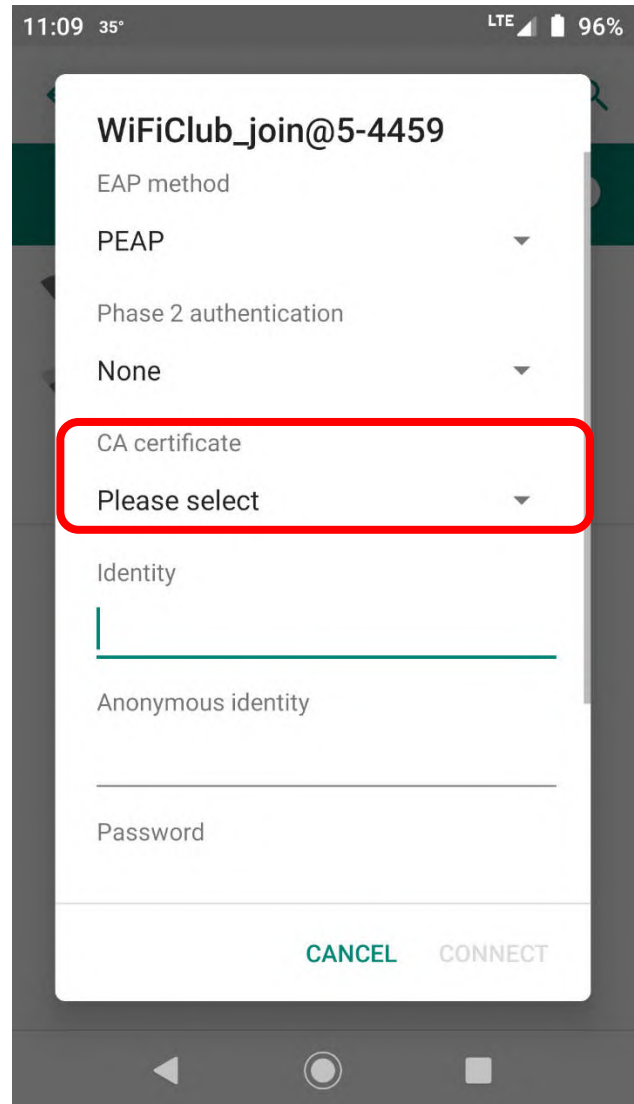 11:09 35° LTE 96%
WiFiClub_join@5-4459
EAP method
PEAP
Phase 2 authentication
None
CA certificate
Please select
Identity
Anonymous identity
Password
CANCEL CONNECT